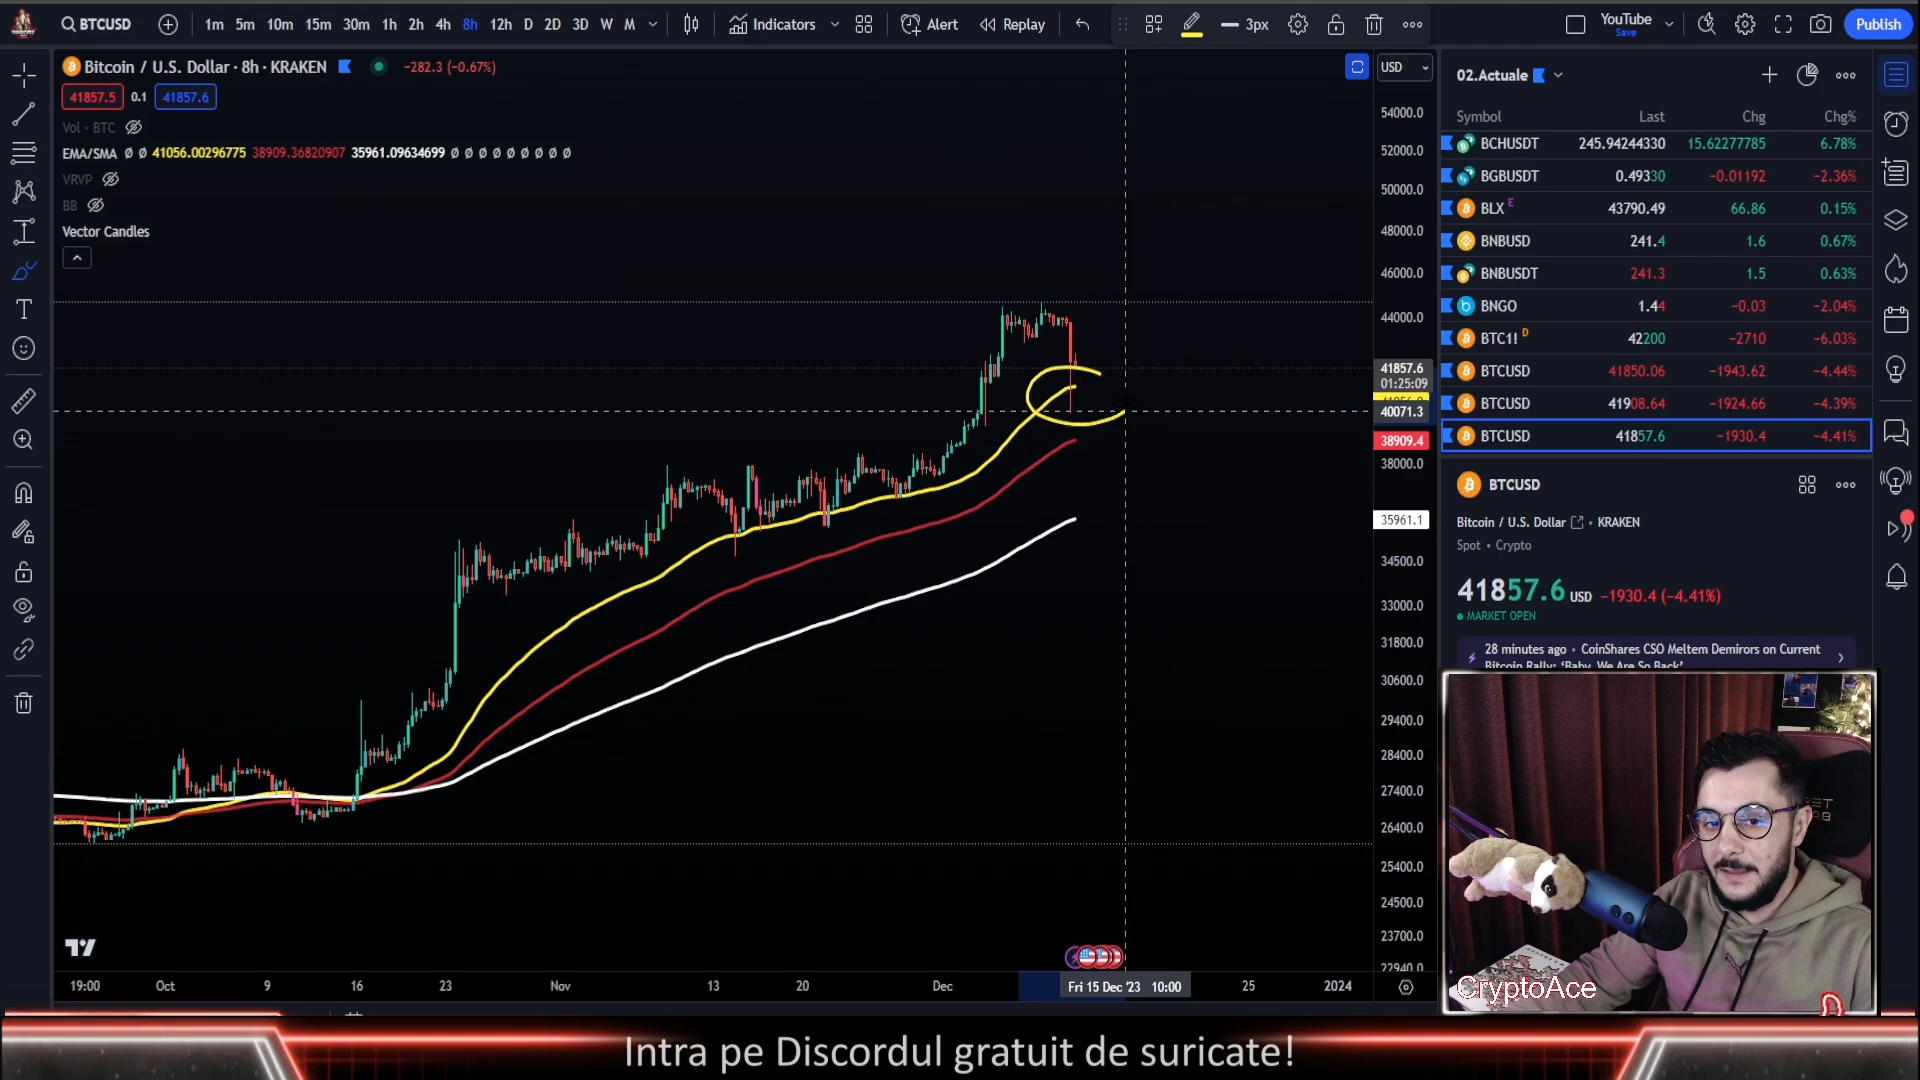 BTCUSD 1m 5m 10m 15m 30m 1h 2h 4h 8h 12h D 2D 3D W M Indicators Alert Replay 3px YouTube Save Publish
Bitcoin / U.S. Dollar · 8h · KRAKEN −282.3 (−0.67%)
41857.5 0.1 41857.6
Vol · BTC
EMA/SMA Ø Ø 41056.00296775 38909.36820907 35961.09634699 Ø Ø Ø Ø Ø Ø Ø Ø Ø
VRVP
BB
Vector Candles
USD
54000.0
52000.0
50000.0
48000.0
46000.0
44000.0
41857.6
01:25:09
40071.3
38909.4
38000.0
35961.1
34500.0
33000.0
31800.0
30600.0
29400.0
28400.0
27400.0
26400.0
25400.0
24500.0
23700.0
22940.0
19:00 Oct 9 16 23 Nov 13 20 Dec Fri 15 Dec '23 10:00 25 2024
02.Actuale
Symbol Last Chg Chg%
BCHUSDT 245.94244330 15.62277785 6.78%
BGBUSDT 0.49330 −0.01192 −2.36%
BLX E 43790.49 66.86 0.15%
BNBUSD 241.4 1.6 0.67%
BNBUSDT 241.3 1.5 0.63%
BNGO 1.44 −0.03 −2.04%
BTC1! D 42200 −2710 −6.03%
BTCUSD 41850.06 −1943.62 −4.44%
BTCUSD 41908.64 −1924.66 −4.39%
BTCUSD 41857.6 −1930.4 −4.41%
BTCUSD
Bitcoin / U.S. Dollar • KRAKEN
Spot • Crypto
41857.6 USD −1930.4 (−4.41%)
MARKET OPEN
28 minutes ago • CoinShares CSO Meltem Demirors on Current
Bitcoin Rally: ‘Baby, We Are So Back’
CryptoAce
Intra pe Discordul gratuit de suricate!